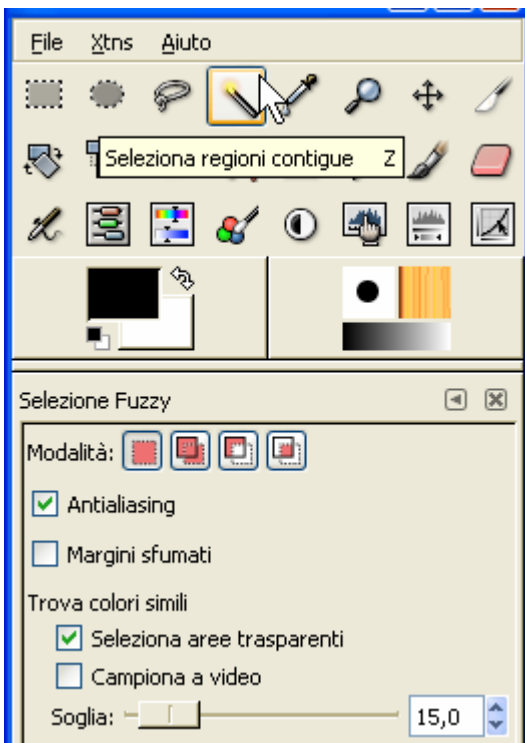 File Xtns Aiuto
Seleziona regioni contigue Z
Selezione Fuzzy
Modalità:
Antialiasing
Margini sfumati
Trova colori simili
Seleziona aree trasparenti
Campiona a video
Soglia: 15,0